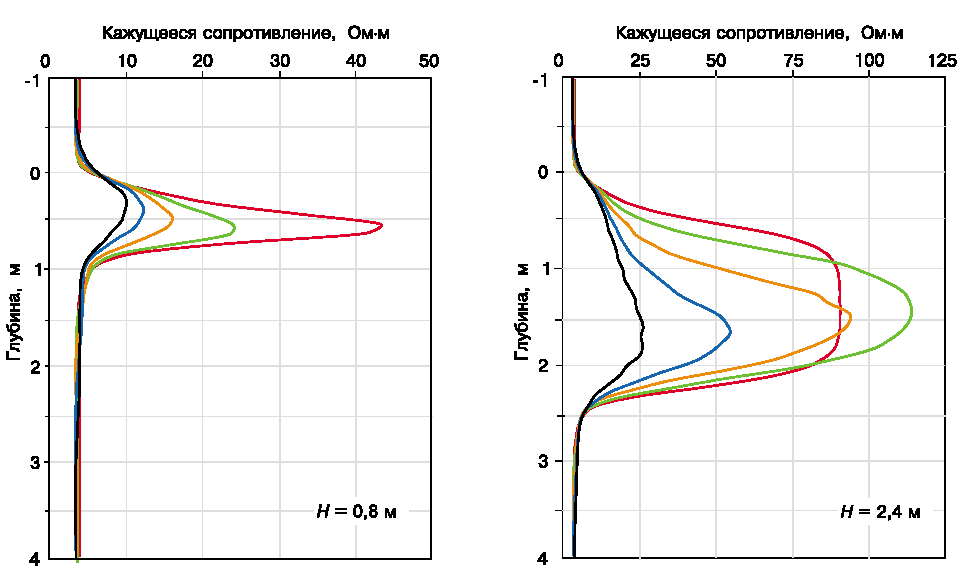 Кажущееся сопротивление, Ом·м
0 10 20 30 40 50
-1
0
1
2
3
4
Глубина, м
H = 0,8 м
Кажущееся сопротивление, Ом·м
0 25 50 75 100 125
-1
0
1
2
3
4
Глубина, м
H = 2,4 м